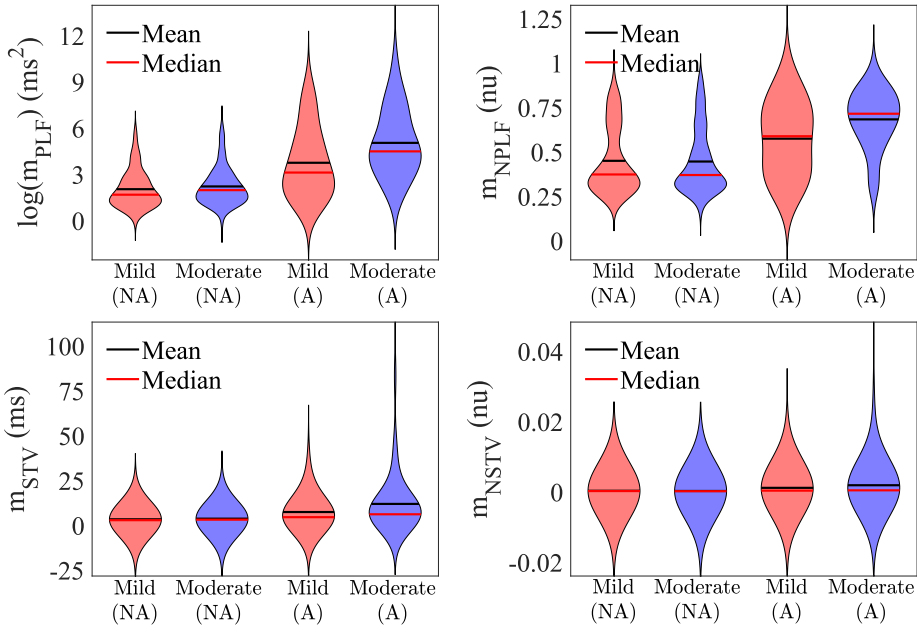 log(m_PLF) (ms²)
12
9
6
3
0
Mean
Median
Mild
(NA)
Moderate
(NA)
Mild
(A)
Moderate
(A)
m_NPLF (nu)
1.25
1
0.75
0.5
0.25
0
Mean
Median
Mild
(NA)
Moderate
(NA)
Mild
(A)
Moderate
(A)
m_STV (ms)
100
75
50
25
0
-25
Mean
Median
Mild
(NA)
Moderate
(NA)
Mild
(A)
Moderate
(A)
m_NSTV (nu)
0.04
0.02
0
-0.02
Mean
Median
Mild
(NA)
Moderate
(NA)
Mild
(A)
Moderate
(A)